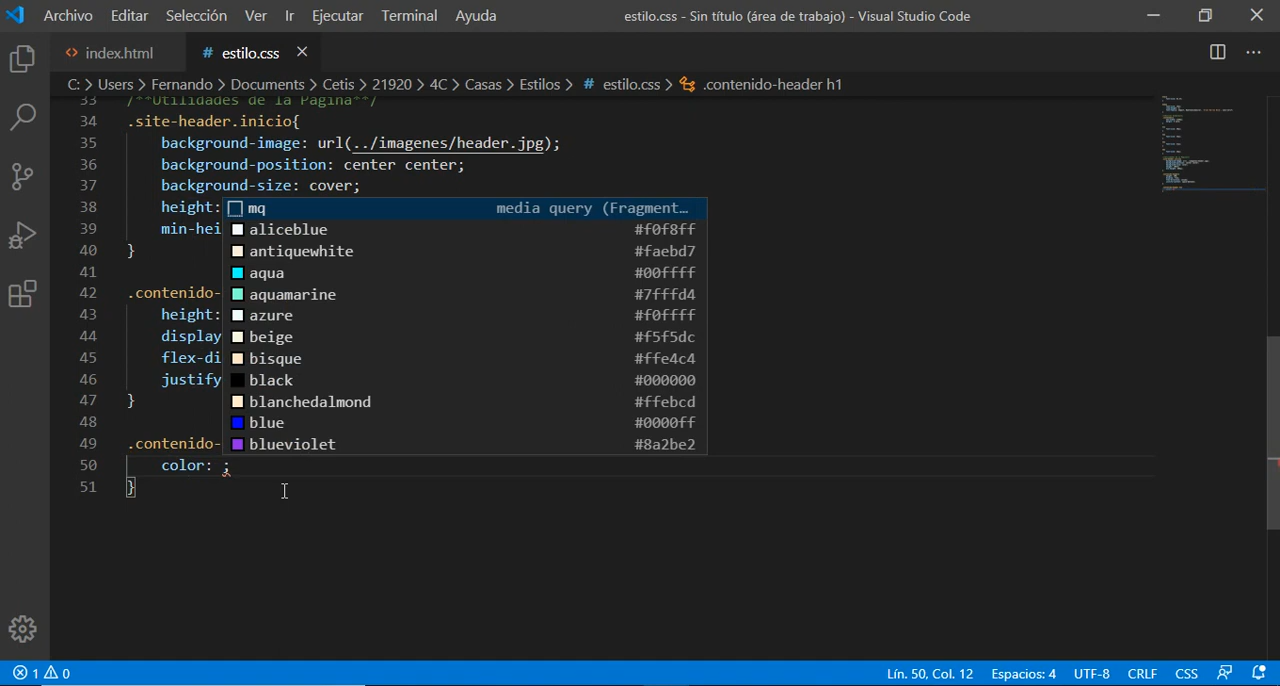 Archivo Editar Selección Ver Ir Ejecutar Terminal Ayuda estilo.css - Sin título (área de trabajo) - Visual Studio Code
<> index.html # estilo.css ×
C: > Users > Fernando > Documents > Cetis > 21920 > 4C > Casas > Estilos > # estilo.css > .contenido-header h1
33 /**Utilidades de la Pagina**/
34 .site-header.inicio{
35 background-image: url(../imagenes/header.jpg);
36 background-position: center center;
37 background-size: cover;
38 height:
39 min-hei
40 }
41
42 .contenido-
43 height:
44 display
45 flex-di
46 justify
47 }
48
49 .contenido-
50 color: ;
51 }
mq media query (Fragment…
aliceblue #f0f8ff
antiquewhite #faebd7
aqua #00ffff
aquamarine #7fffd4
azure #f0ffff
beige #f5f5dc
bisque #ffe4c4
black #000000
blanchedalmond #ffebcd
blue #0000ff
blueviolet #8a2be2
1 0 Lín. 50, Col. 12 Espacios: 4 UTF-8 CRLF CSS